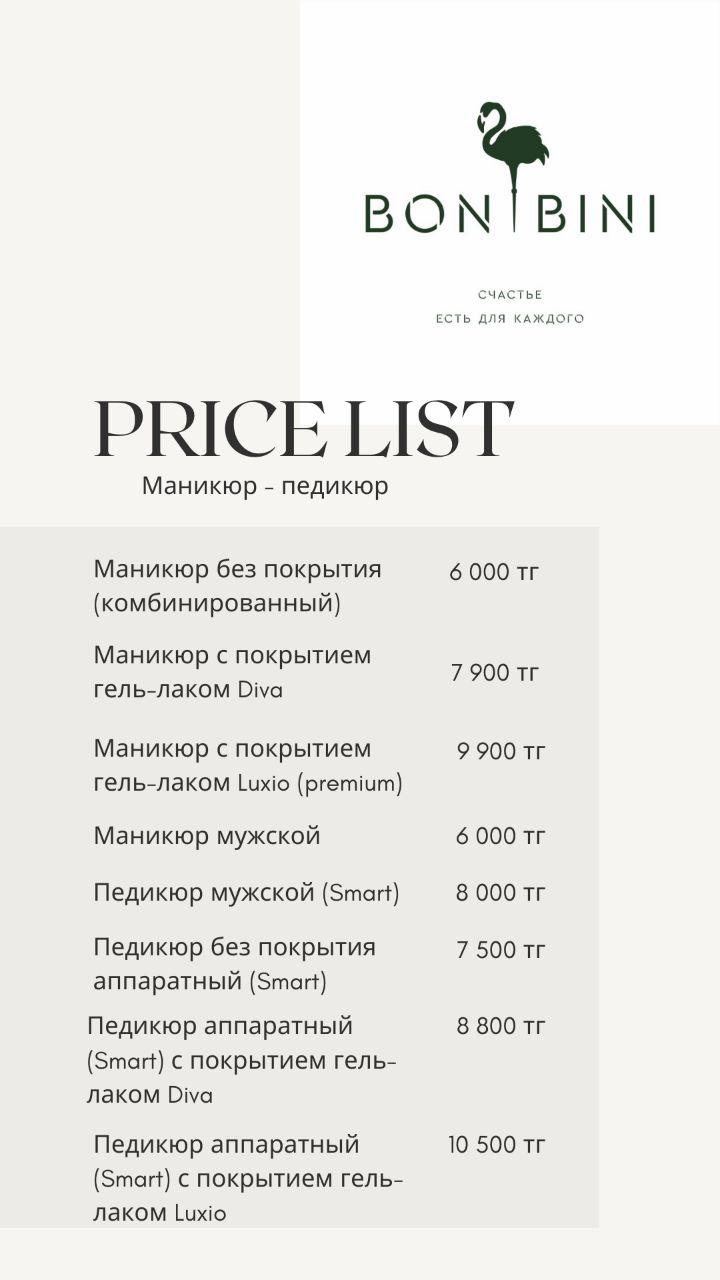 BON BINI
СЧАСТЬЕ
ЕСТЬ ДЛЯ КАЖДОГО
PRICE LIST
Маникюр - педикюр
Маникюр без покрытия
(комбинированный)
6 000 тг
Маникюр с покрытием
гель-лаком Diva
7 900 тг
Маникюр с покрытием
гель-лаком Luxio (premium)
9 900 тг
Маникюр мужской
6 000 тг
Педикюр мужской (Smart)
8 000 тг
Педикюр без покрытия
аппаратный (Smart)
7 500 тг
Педикюр аппаратный
(Smart) с покрытием гель-
лаком Diva
8 800 тг
Педикюр аппаратный
(Smart) с покрытием гель-
лаком Luxio
10 500 тг